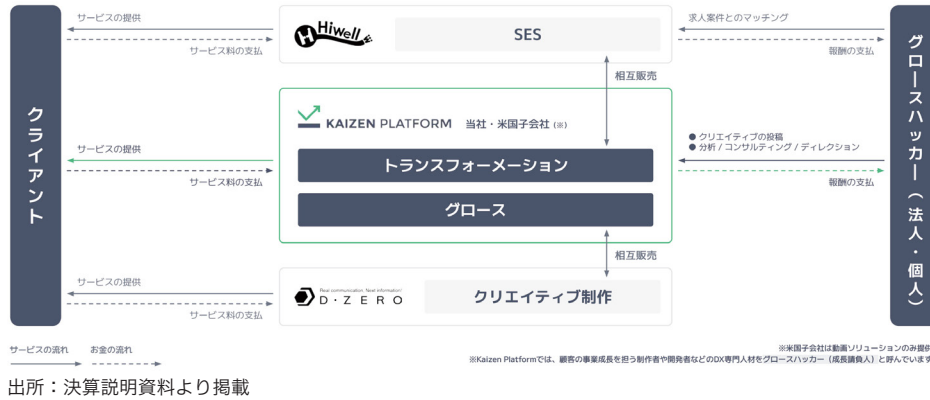 サービスの提供
サービス料の支払
Hiwell
SES
求人案件とのマッチング
報酬の支払
相互販売
クライアント
サービスの提供
サービス料の支払
KAIZEN PLATFORM 当社・米国子会社 (※)
トランスフォーメーション
グロース
● クリエイティブの投稿
● 分析 / コンサルティング / ディレクション
報酬の支払
グロースハッカー（法人・個人）
相互販売
サービスの提供
サービス料の支払
Real communication, Near information
D・ZERO
クリエイティブ制作
サービスの流れ お金の流れ
※米国子会社は動画ソリューションのみ提供
※Kaizen Platformでは、顧客の事業成長を担う制作者や開発者などのDX専門人材をグロースハッカー（成長請負人）と呼んでいます
出所：決算説明資料より掲載